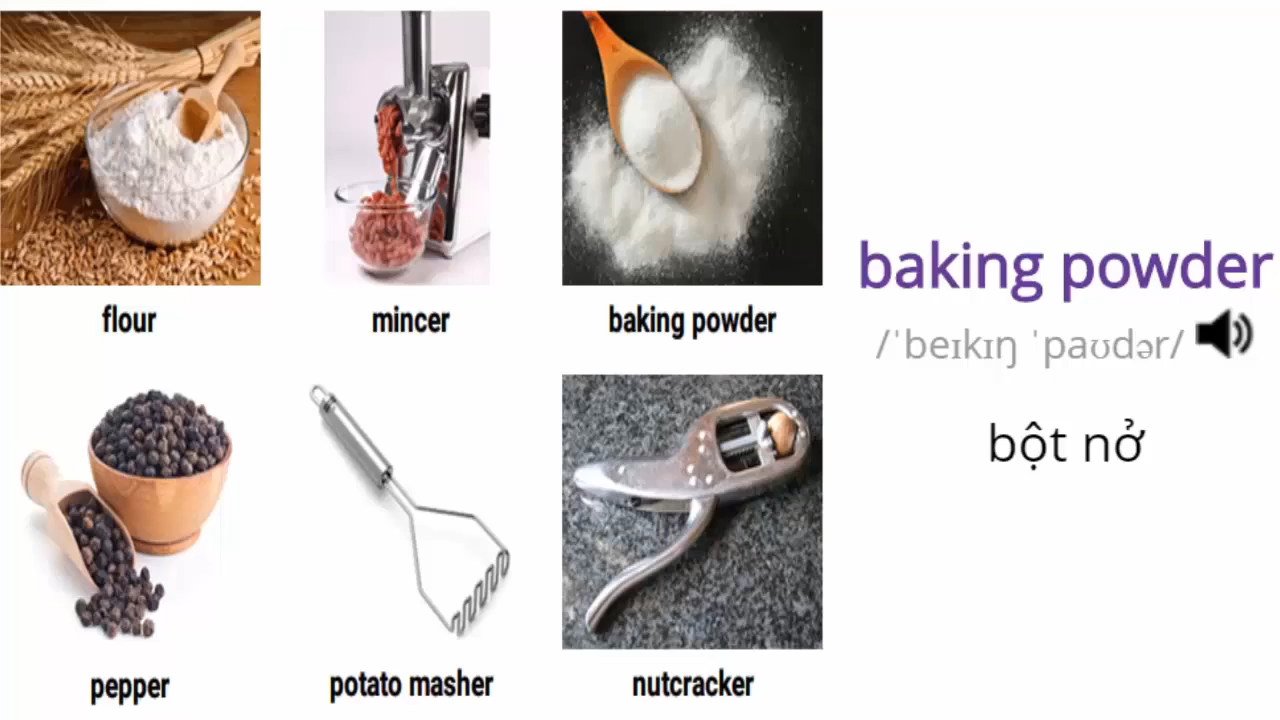 flour
mincer
baking powder
pepper
potato masher
nutcracker
baking powder
/ˈbeɪkɪŋ ˈpaʊdər/
bột nở